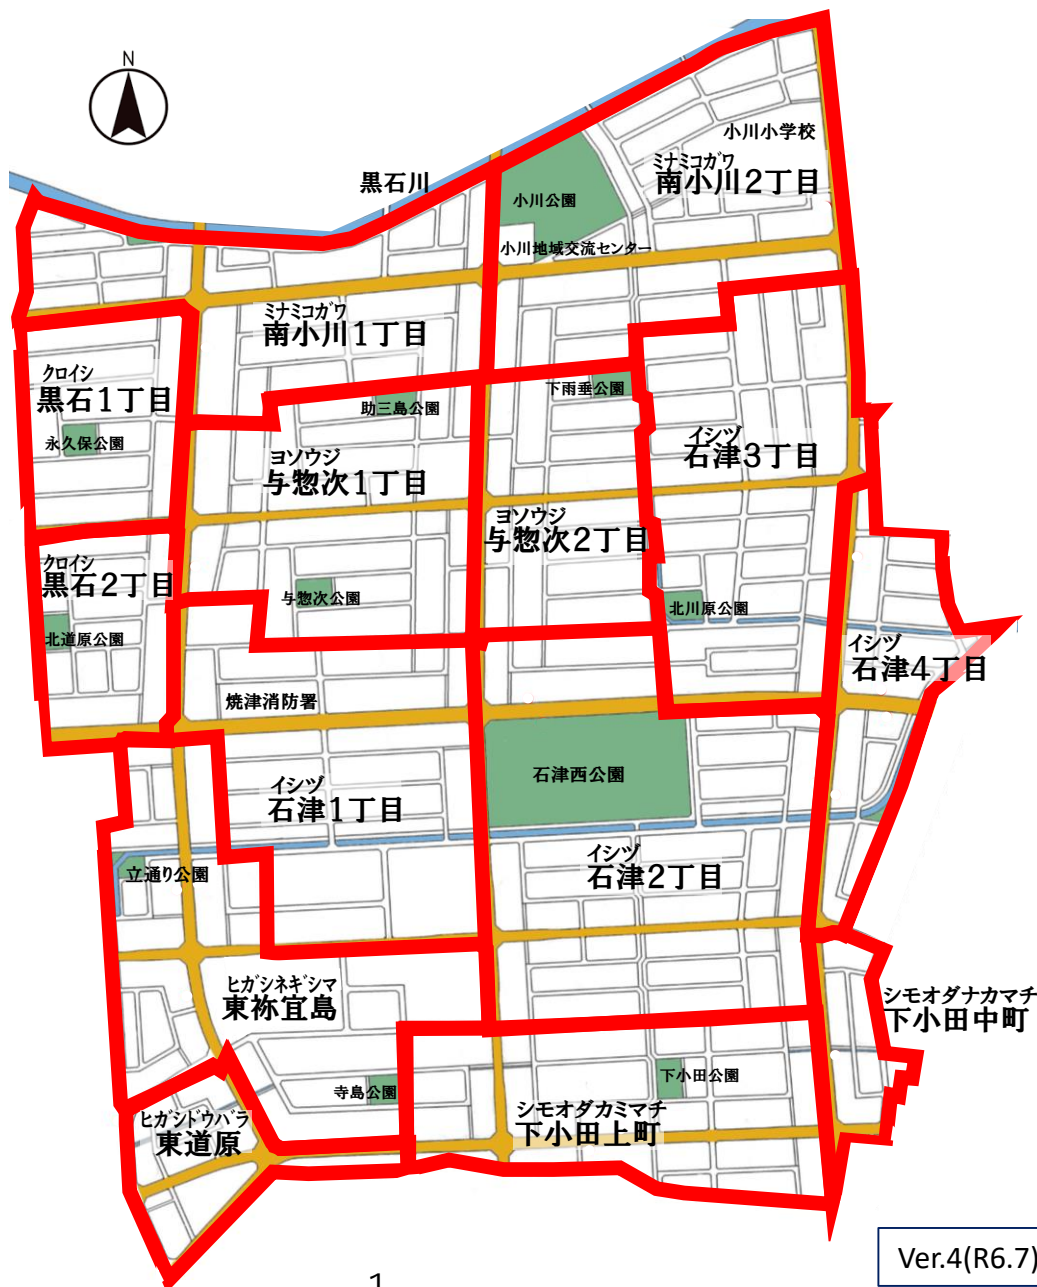 N
小川小学校
ミナミコガワ
南小川2丁目
黒石川
小川公園
小川地域交流センター
ミナミコガワ
南小川1丁目
クロイシ
黒石1丁目
助三島公園
下雨垂公園
永久保公園
イシヅ
石津3丁目
ヨソウジ
与惣次1丁目
ヨソウジ
与惣次2丁目
クロイシ
黒石2丁目
与惣次公園
北川原公園
北道原公園
イシヅ
石津4丁目
焼津消防署
石津西公園
イシヅ
石津1丁目
イシヅ
石津2丁目
立通り公園
ヒガシネギシマ
東祢宜島
シモオダナカマチ
下小田中町
寺島公園
下小田公園
ヒガシドウバラ
東道原
シモオダカミマチ
下小田上町
Ver.4(R6.7)
1